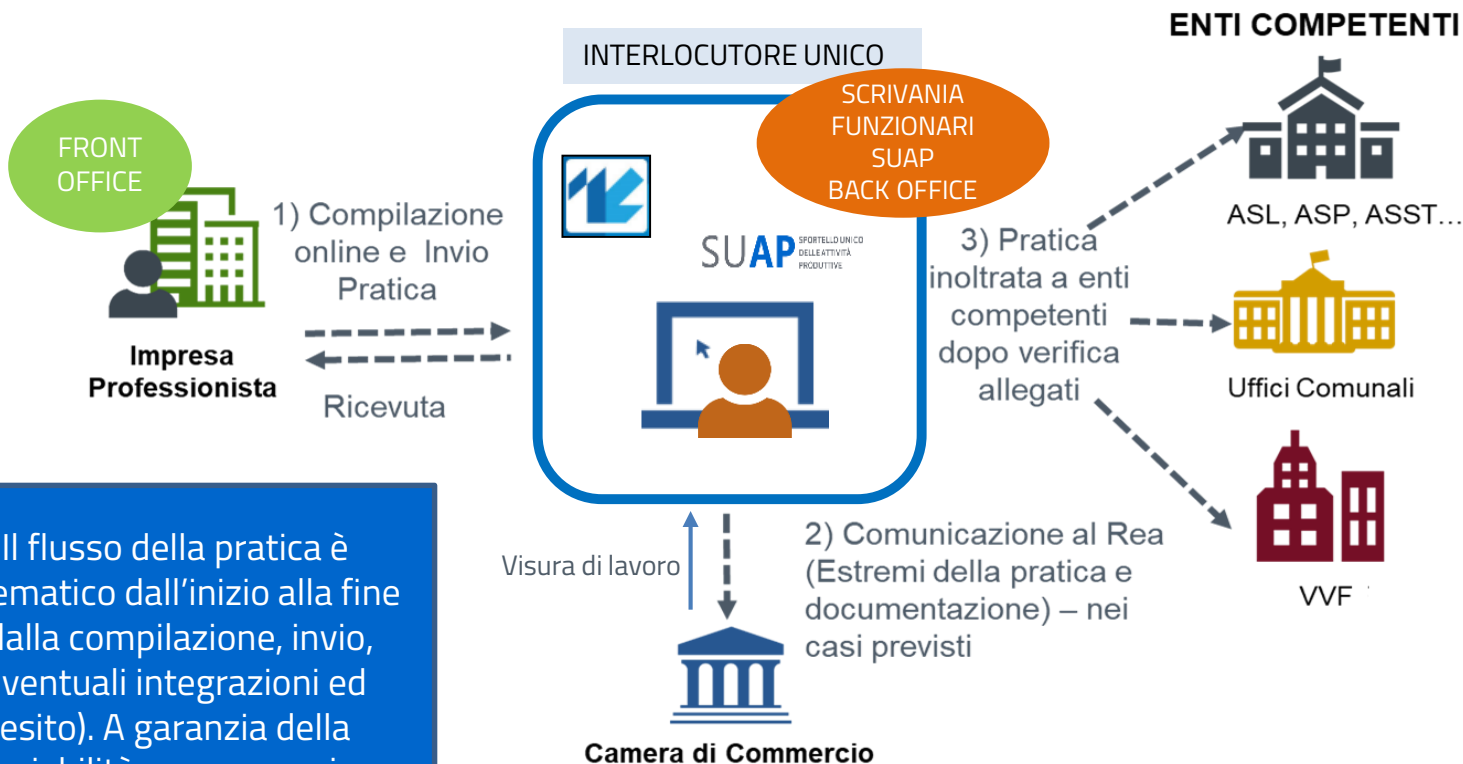 ENTI COMPETENTI
INTERLOCUTORE UNICO
SCRIVANIA
FUNZIONARI
SUAP
BACK OFFICE
FRONT
OFFICE
1) Compilazione
online e Invio
Pratica
Impresa
Professionista
Ricevuta
SUAP SPORTELLO UNICO
DELLE ATTIVITÀ
PRODUTTIVE
3) Pratica
inoltrata a enti
competenti
dopo verifica
allegati
ASL, ASP, ASST...
Uffici Comunali
VVF
Visura di lavoro
2) Comunicazione al Rea
(Estremi della pratica e
documentazione) – nei
casi previsti
Camera di Commercio
Il flusso della pratica è
ematico dall'inizio alla fine
dalla compilazione, invio,
ventuali integrazioni ed
esito). A garanzia della